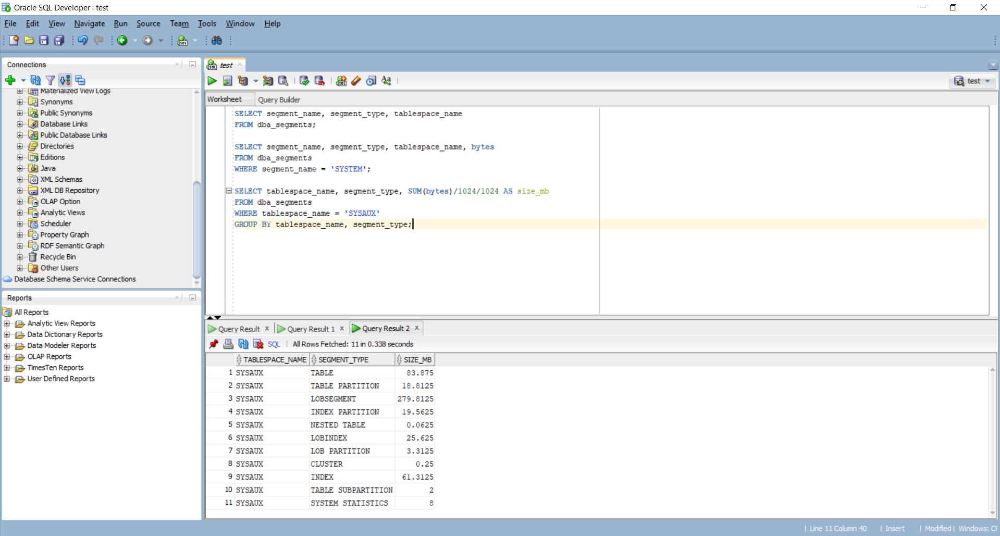 Oracle SQL Developer : test
File Edit View Navigate Run Source Team Tools Window Help
Connections
Materialized View Logs
Synonyms
Public Synonyms
Database Links
Public Database Links
Directories
Editions
Java
XML Schemas
XML DB Repository
OLAP Option
Analytic Views
Scheduler
Property Graph
RDF Semantic Graph
Recycle Bin
Other Users
Database Schema Service Connections
Reports
All Reports
Analytic View Reports
Data Dictionary Reports
Data Modeler Reports
OLAP Reports
TimesTen Reports
User Defined Reports
test
test
Worksheet Query Builder
SELECT segment_name, segment_type, tablespace_name
FROM dba_segments;
SELECT segment_name, segment_type, tablespace_name, bytes
FROM dba_segments
WHERE segment_name = 'SYSTEM';
SELECT tablespace_name, segment_type, SUM(bytes)/1024/1024 AS size_mb
FROM dba_segments
WHERE tablespace_name = 'SYSAUX'
GROUP BY tablespace_name, segment_type;
Query Result x Query Result 1 x Query Result 2 x
SQL | All Rows Fetched: 11 in 0.338 seconds
TABLESPACE_NAME SEGMENT_TYPE SIZE_MB
1 SYSAUX TABLE 83.875
2 SYSAUX TABLE PARTITION 18.8125
3 SYSAUX LOBSEGMENT 279.8125
4 SYSAUX INDEX PARTITION 19.5625
5 SYSAUX NESTED TABLE 0.0625
6 SYSAUX LOBINDEX 25.625
7 SYSAUX LOB PARTITION 3.3125
8 SYSAUX CLUSTER 0.25
9 SYSAUX INDEX 61.3125
10 SYSAUX TABLE SUBPARTITION 2
11 SYSAUX SYSTEM STATISTICS 8
| Line 11 Column 40 | Insert | Modified | Windows: CF